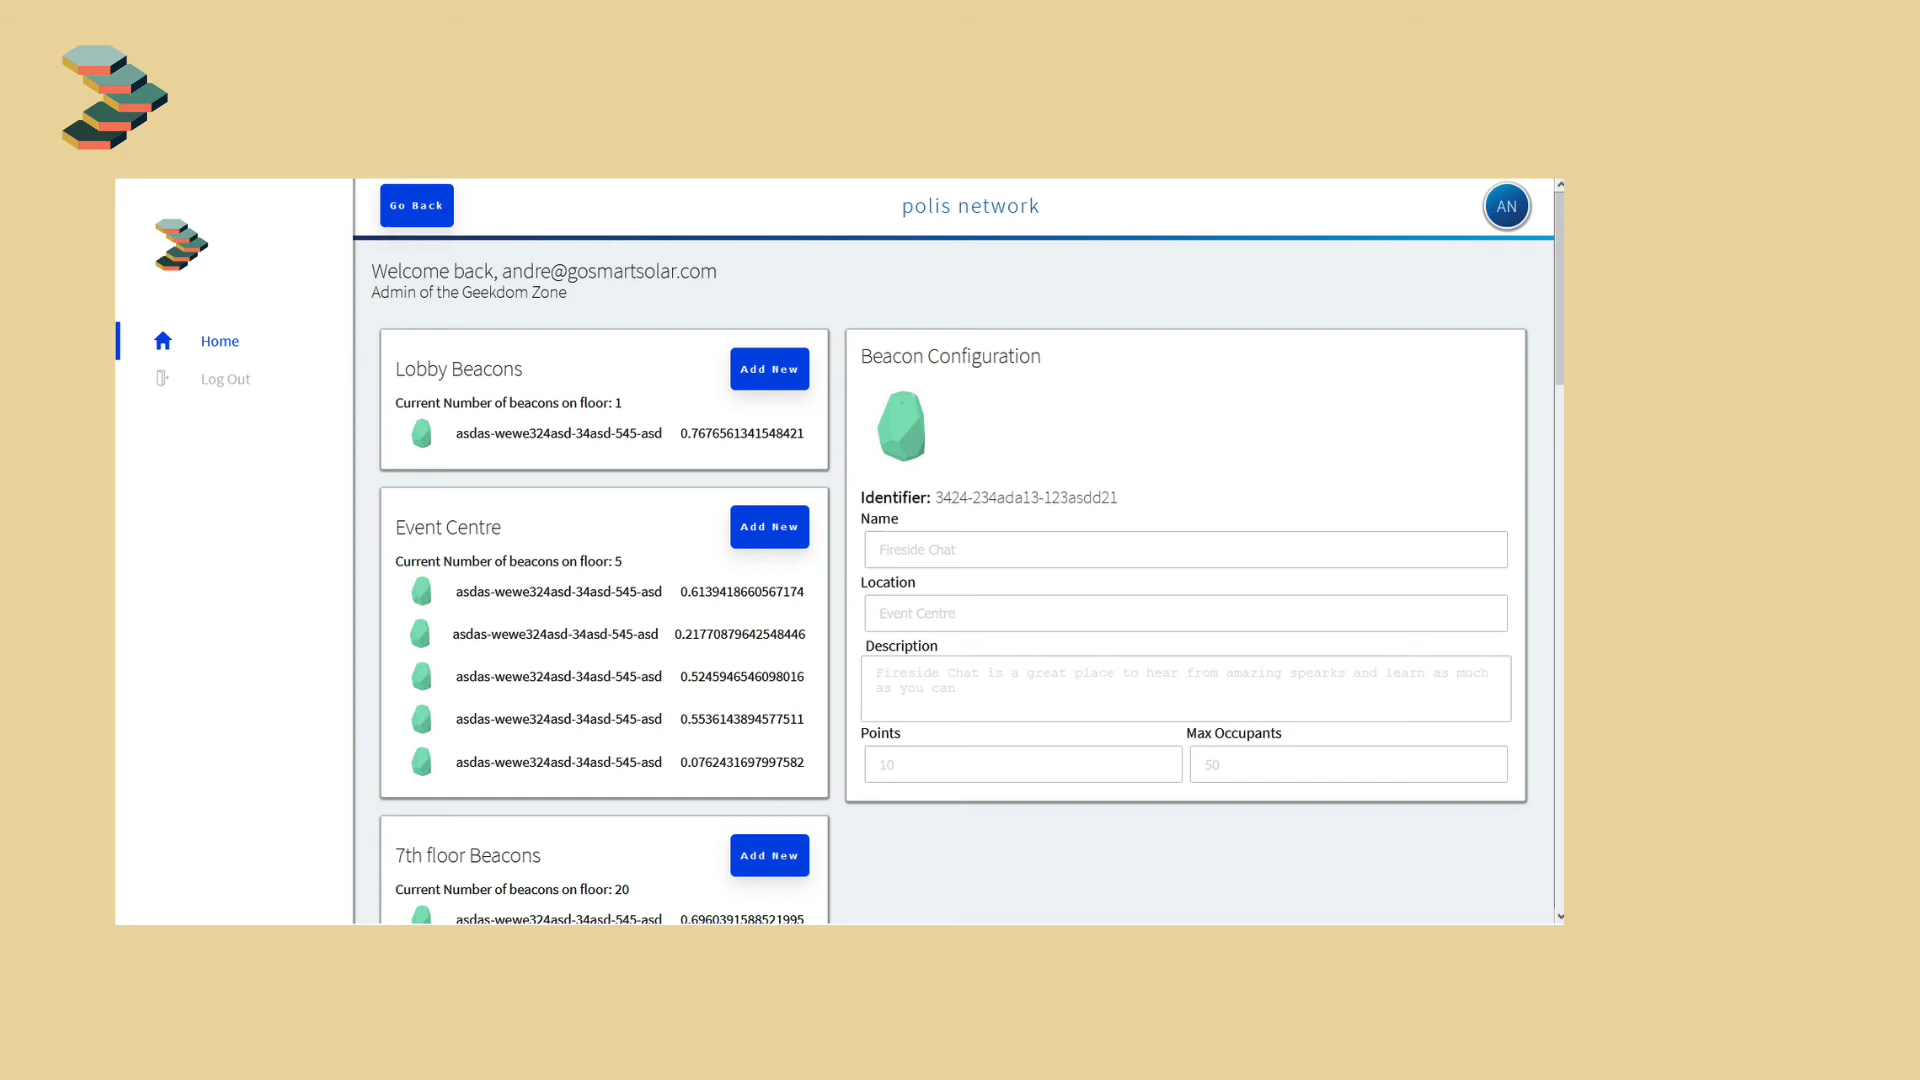 Go Back
polis network
AN
Welcome back, andre@gosmartsolar.com
Admin of the Geekdom Zone
Home
Log Out
Lobby Beacons
Add New
Current Number of beacons on floor: 1
asdas-wewe324asd-34asd-545-asd 0.7676561341548421
Event Centre
Add New
Current Number of beacons on floor: 5
asdas-wewe324asd-34asd-545-asd 0.6139418660567174
asdas-wewe324asd-34asd-545-asd 0.21770879642548446
asdas-wewe324asd-34asd-545-asd 0.5245946546098016
asdas-wewe324asd-34asd-545-asd 0.5536143894577511
asdas-wewe324asd-34asd-545-asd 0.0762431697997582
7th floor Beacons
Add New
Current Number of beacons on floor: 20
asdas-wewe324asd-34asd-545-asd 0.6960391588521995
Beacon Configuration
Identifier: 3424-234ada13-123asdd21
Name
Fireside Chat
Location
Event Centre
Description
Fireside Chat is a great place to hear from amazing spearks and learn as much
as you can
Points
Max Occupants
10
50